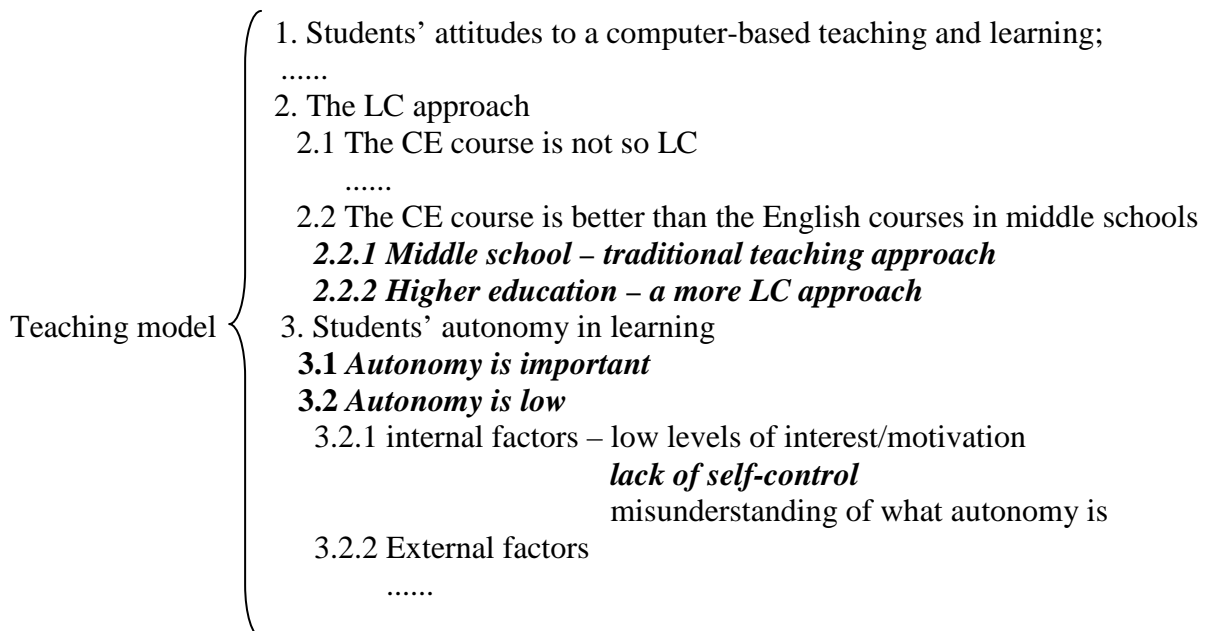 1. Students’ attitudes to a computer-based teaching and learning;
......
2. The LC approach
2.1 The CE course is not so LC
......
2.2 The CE course is better than the English courses in middle schools
2.2.1 Middle school – traditional teaching approach
2.2.2 Higher education – a more LC approach
Teaching model
3. Students’ autonomy in learning
3.1 Autonomy is important
3.2 Autonomy is low
3.2.1 internal factors – low levels of interest/motivation
lack of self-control
misunderstanding of what autonomy is
3.2.2 External factors
......